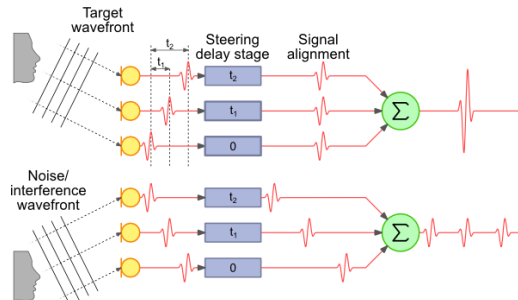 Target
wavefront
t₂
t₁
Steering
delay stage
Signal
alignment
t₂
t₁
0
Σ
Noise/
interference
wavefront
t₂
t₁
0
Σ